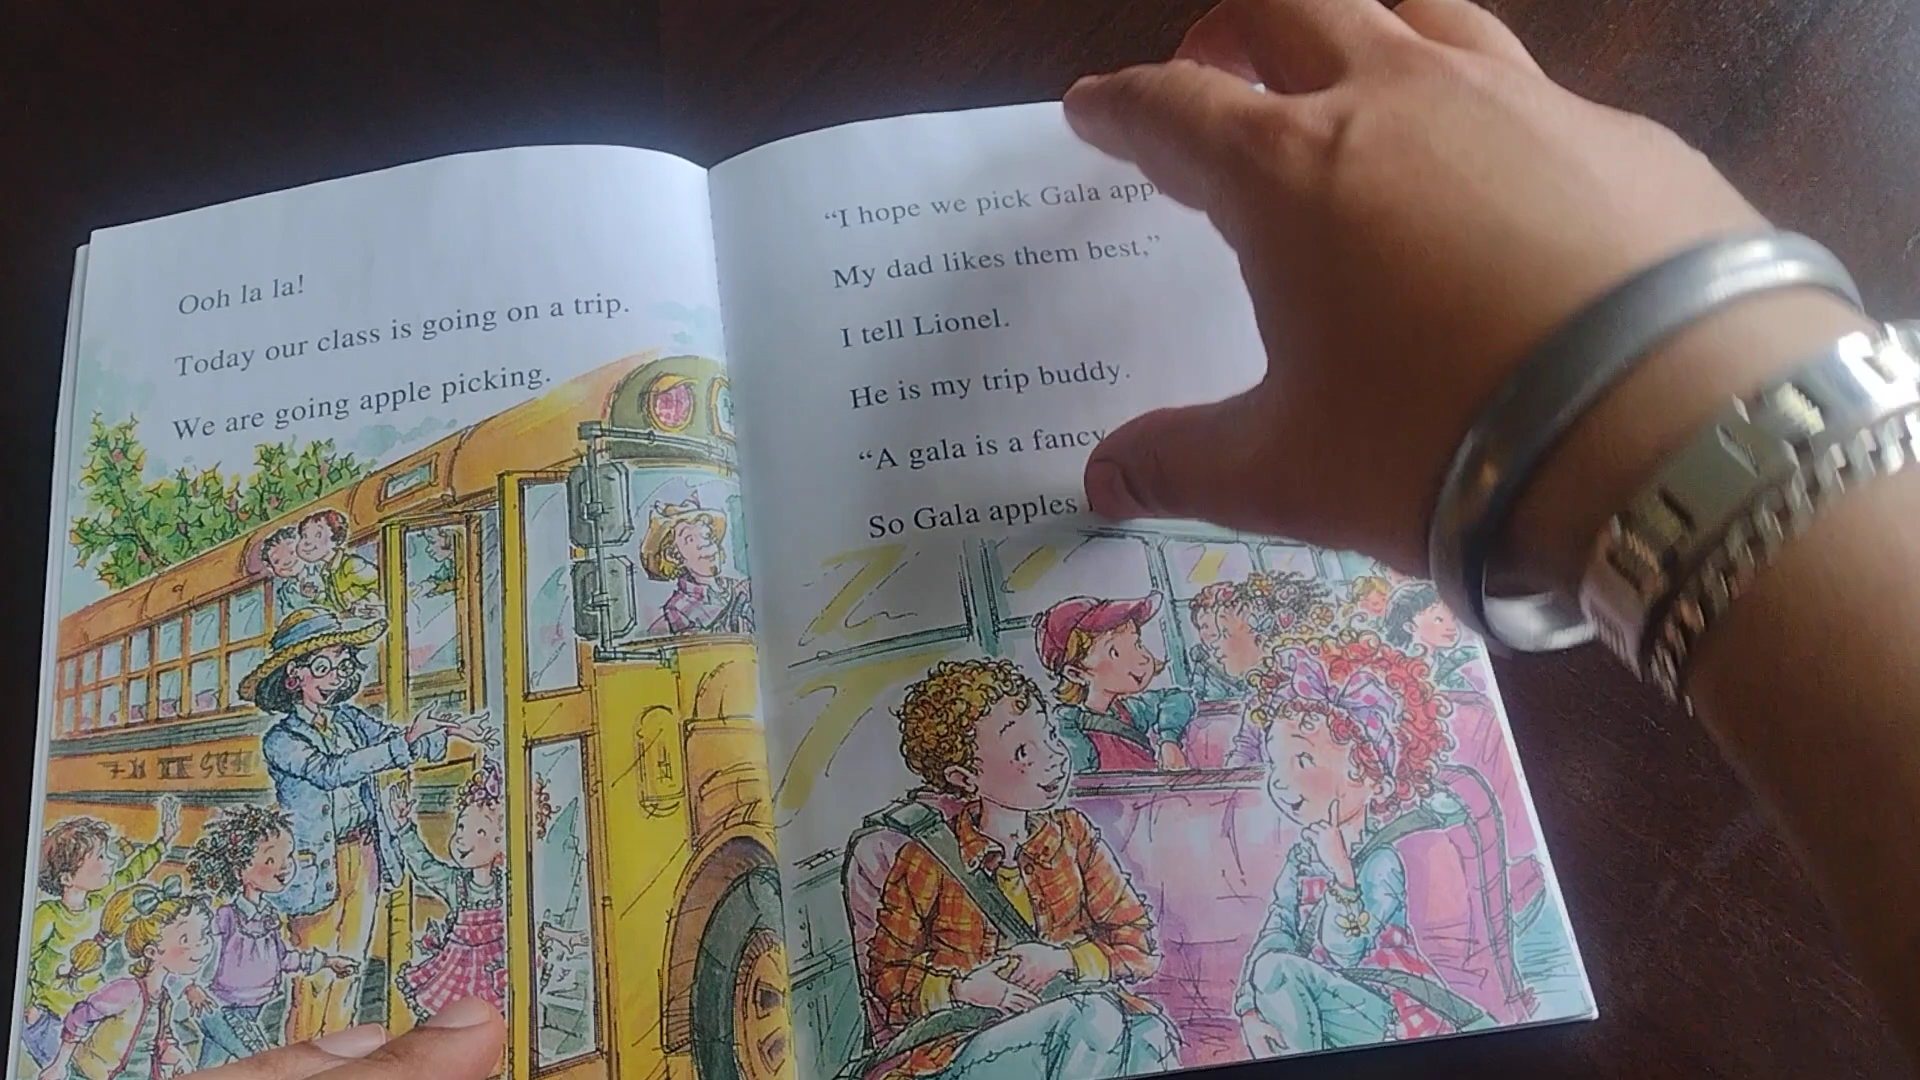 Ooh la la!
Today our class is going on a trip.
We are going apple picking.
“I hope we pick Gala
My dad likes them best,”
I tell Lionel.
He is my trip buddy.
“A gala is a fancy
So Gala apples